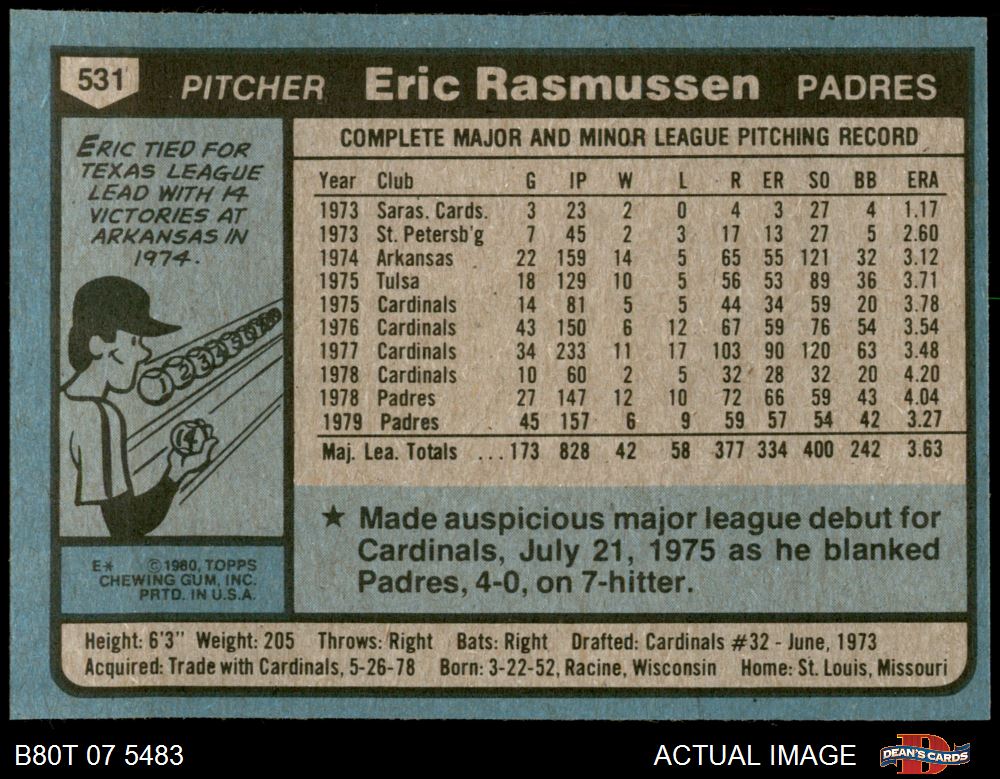 531 PITCHER Eric Rasmussen PADRES
ERIC TIED FOR
TEXAS LEAGUE
LEAD WITH 14
VICTORIES AT
ARKANSAS IN
1974.
1 2 3 4 5 6 7 8 9 10
14
E* © 1980, TOPPS
CHEWING GUM, INC.
PRTD. IN U.S.A.
COMPLETE MAJOR AND MINOR LEAGUE PITCHING RECORD
Year Club G IP W L R ER SO BB ERA
1973 Saras. Cards. 3 23 2 0 4 3 27 4 1.17
1973 St. Petersb'g 7 45 2 3 17 13 27 5 2.60
1974 Arkansas 22 159 14 5 65 55 121 32 3.12
1975 Tulsa 18 129 10 5 56 53 89 36 3.71
1975 Cardinals 14 81 5 5 44 34 59 20 3.78
1976 Cardinals 43 150 6 12 67 59 76 54 3.54
1977 Cardinals 34 233 11 17 103 90 120 63 3.48
1978 Cardinals 10 60 2 5 32 28 32 20 4.20
1978 Padres 27 147 12 10 72 66 59 43 4.04
1979 Padres 45 157 6 9 59 57 54 42 3.27
Maj. Lea. Totals ... 173 828 42 58 377 334 400 242 3.63
★ Made auspicious major league debut for
Cardinals, July 21, 1975 as he blanked
Padres, 4-0, on 7-hitter.
Height: 6'3" Weight: 205 Throws: Right Bats: Right Drafted: Cardinals #32 - June, 1973
Acquired: Trade with Cardinals, 5-26-78 Born: 3-22-52, Racine, Wisconsin Home: St. Louis, Missouri
B80T 07 5483 ACTUAL IMAGE DEAN'S CARDS